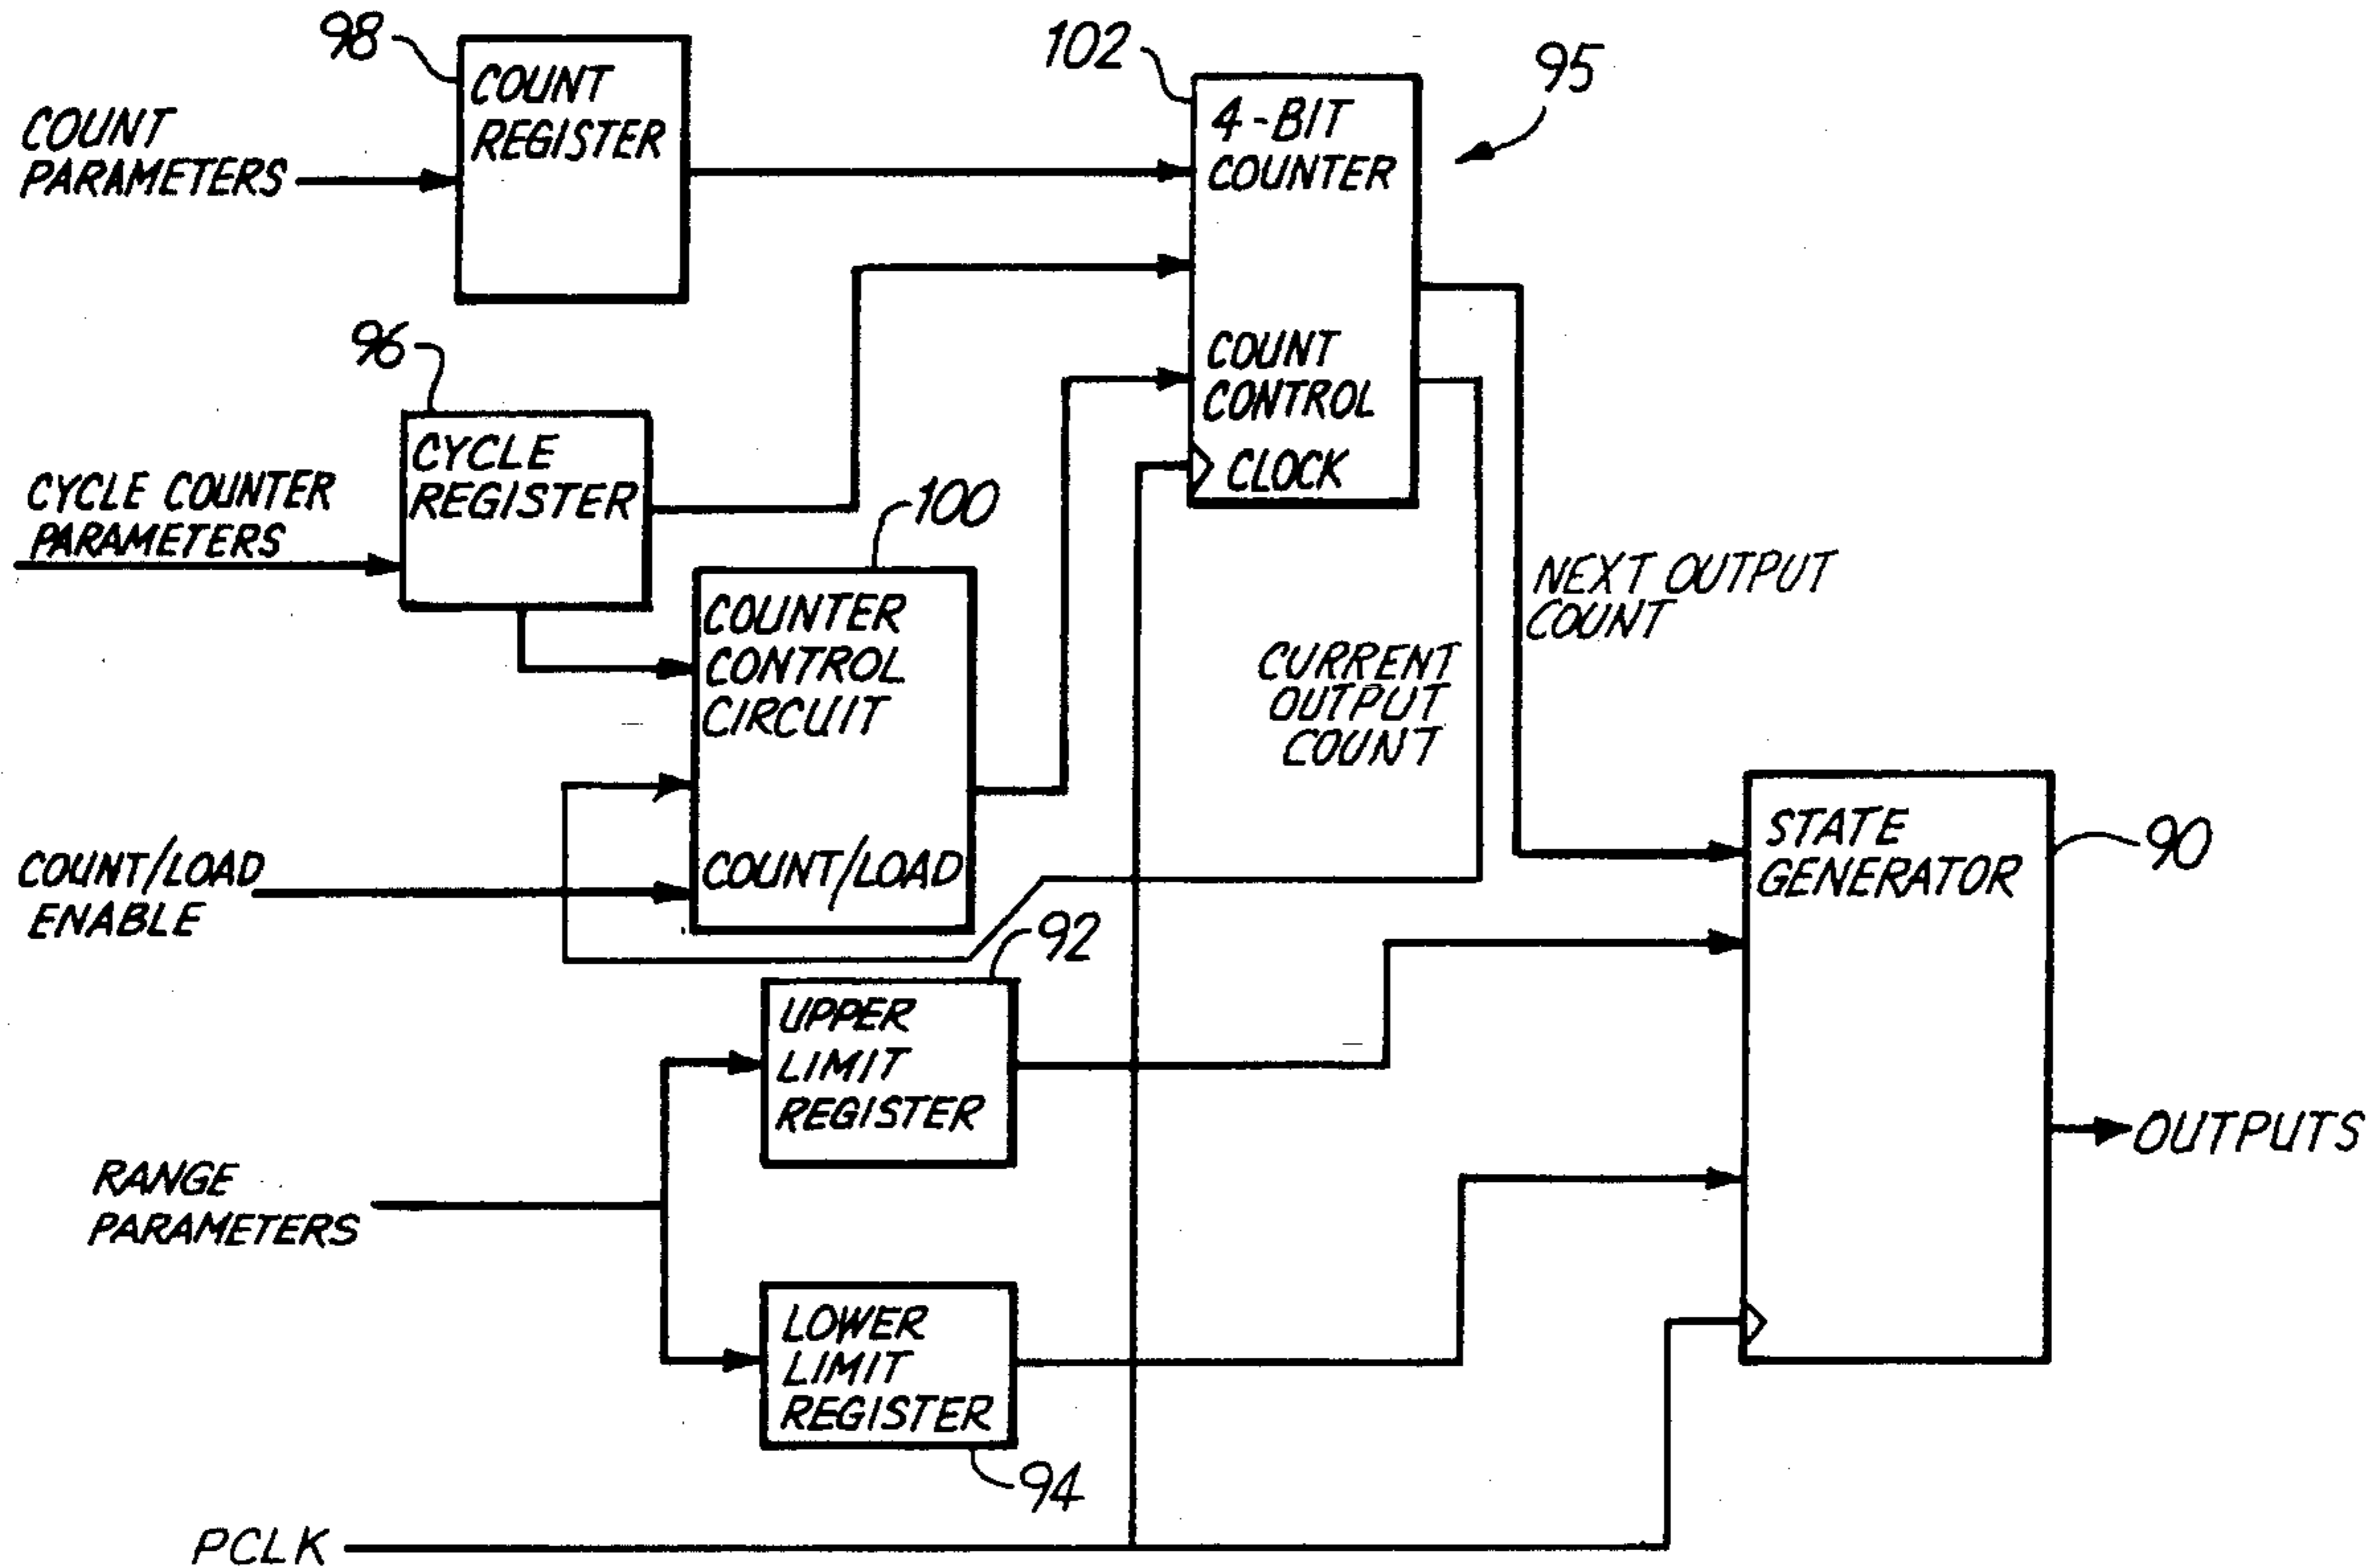 98
COUNT
REGISTER
COUNT
PARAMETERS
102
4-BIT
COUNTER
COUNT
CONTROL
CLOCK
95
96
CYCLE
REGISTER
CYCLE COUNTER
PARAMETERS
100
COUNTER
CONTROL
CIRCUIT
COUNT/LOAD
COUNT/LOAD
ENABLE
NEXT OUTPUT
COUNT
CURRENT
OUTPUT
COUNT
STATE
GENERATOR
90
92
UPPER
LIMIT
REGISTER
RANGE
PARAMETERS
OUTPUTS
LOWER
LIMIT
REGISTER
94
PCLK